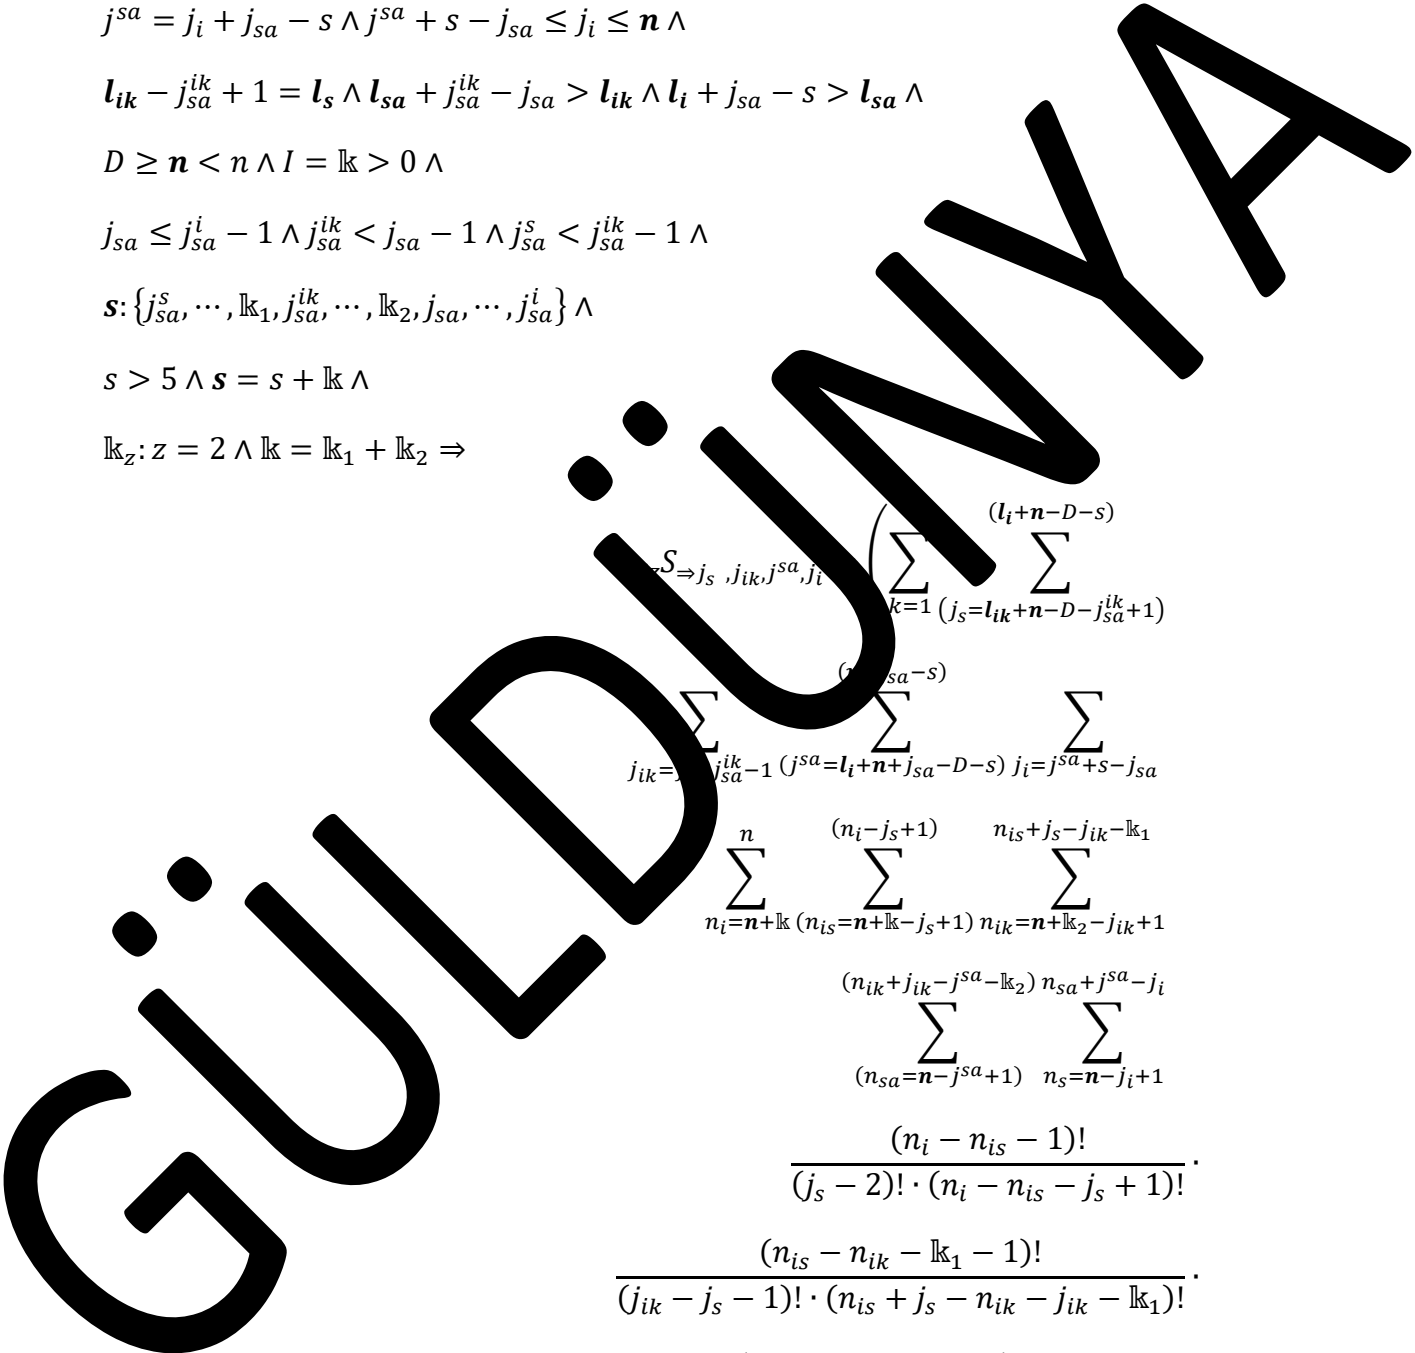 j^{sa} = j_i + j_{sa} − s ∧ j^{sa} + s − j_{sa} ≤ j_i ≤ n ∧
l_{ik} − j_{sa}^{ik} + 1 = l_s ∧ l_{sa} + j_{sa}^{ik} − j_{sa} > l_{ik} ∧ l_i + j_{sa} − s > l_{sa} ∧
D ≥ n < n ∧ I = 𝕜 > 0 ∧
j_{sa} ≤ j_{sa}^{i} − 1 ∧ j_{sa}^{ik} < j_{sa} − 1 ∧ j_{sa}^{s} < j_{sa}^{ik} − 1 ∧
s: {j_{sa}^{s}, ⋯, 𝕜_1, j_{sa}^{ik}, ⋯, 𝕜_2, j_{sa}, ⋯, j_{sa}^{i}} ∧
s > 5 ∧ s = s + 𝕜 ∧
𝕜_z: z = 2 ∧ 𝕜 = 𝕜_1 + 𝕜_2 ⇒
(l_i+n−D−s)
S_{⇒j_s ,j_{ik},j^{sa},j_i} ( ∑ ∑
k=1 (j_s=l_{ik}+n−D−j_{sa}^{ik}+1)
∑ ∑ ∑
j_{sa}^{ik}−1 (j^{sa}=l_i+n+j_{sa}−D−s) j_i=j^{sa}+s−j_{sa}
n (n_i−j_s+1) n_{is}+j_s−j_{ik}−𝕜_1
∑ ∑ ∑
n_i=n+𝕜 (n_{is}=n+𝕜−j_s+1) n_{ik}=n+𝕜_2−j_{ik}+1
(n_{ik}+j_{ik}−j^{sa}−𝕜_2) n_{sa}+j^{sa}−j_i
∑ ∑
(n_{sa}=n−j^{sa}+1) n_s=n−j_i+1
(n_i − n_{is} − 1)!
(j_s − 2)! · (n_i − n_{is} − j_s + 1)! ·
(n_{is} − n_{ik} − 𝕜_1 − 1)!
(j_{ik} − j_s − 1)! · (n_{is} + j_s − n_{ik} − j_{ik} − 𝕜_1)! ·
GÜLDÜNYA